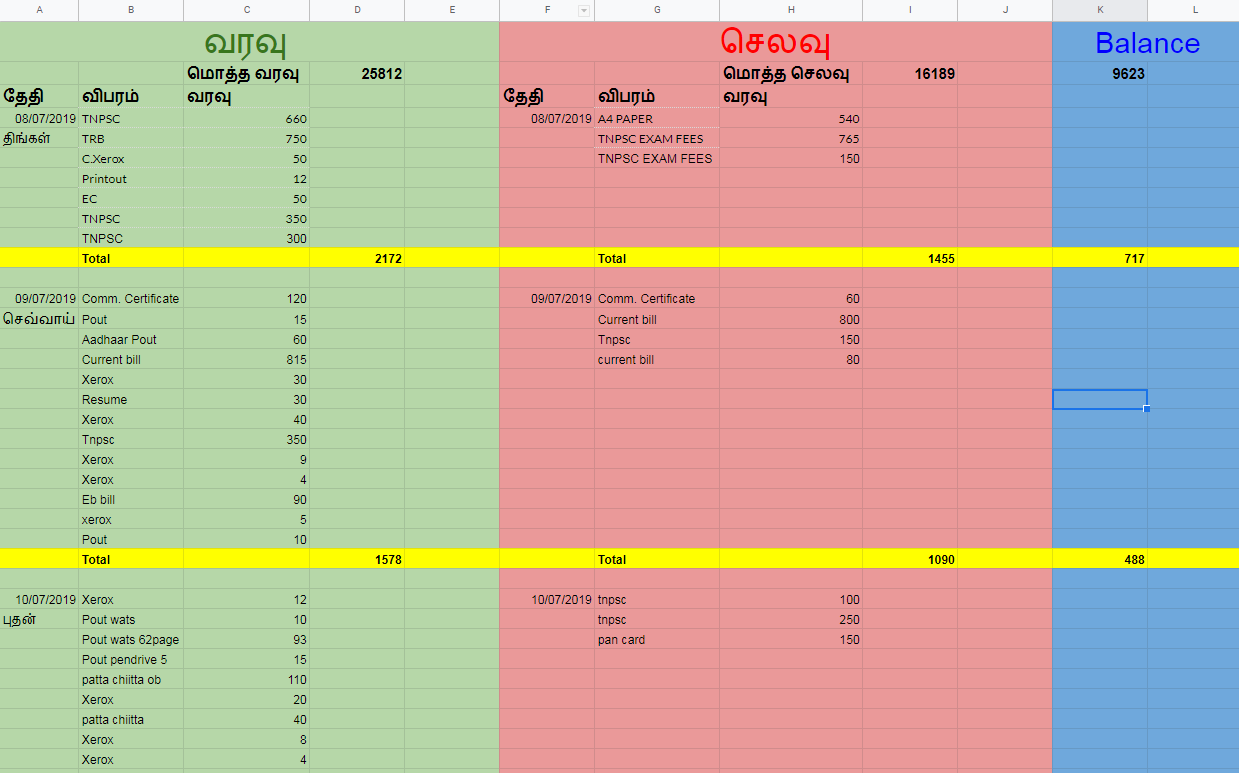 A B C D E F G H I J K L
வரவு செலவு Balance
மொத்த வரவு 25812 மொத்த செலவு 16189 9623
தேதி விபரம் வரவு தேதி விபரம் வரவு
08/07/2019 TNPSC 660 08/07/2019 A4 PAPER 540
திங்கள் TRB 750 TNPSC EXAM FEES 765
C.Xerox 50 TNPSC EXAM FEES 150
Printout 12
EC 50
TNPSC 350
TNPSC 300
Total 2172 Total 1455 717
09/07/2019 Comm. Certificate 120 09/07/2019 Comm. Certificate 60
செவ்வாய் Pout 15 Current bill 800
Aadhaar Pout 60 Tnpsc 150
Current bill 815 current bill 80
Xerox 30
Resume 30
Xerox 40
Tnpsc 350
Xerox 9
Xerox 4
Eb bill 90
xerox 5
Pout 10
Total 1578 Total 1090 488
10/07/2019 Xerox 12 10/07/2019 tnpsc 100
புதன் Pout wats 10 tnpsc 250
Pout wats 62page 93 pan card 150
Pout pendrive 5 15
patta chiitta ob 110
Xerox 20
patta chiitta 40
Xerox 8
Xerox 4